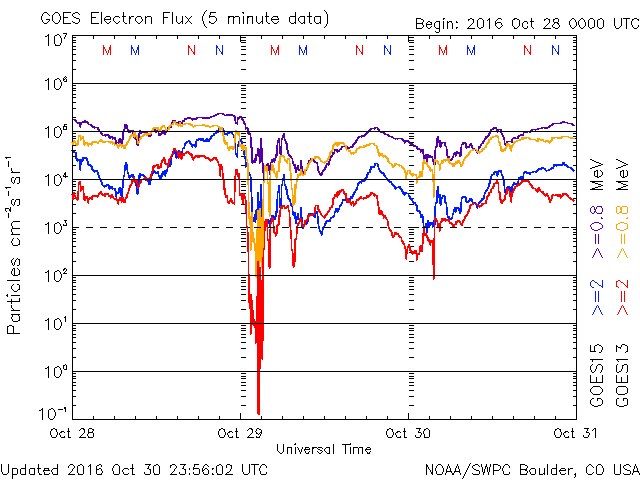 GOES Electron Flux (5 minute data)
Begin: 2016 Oct 28 0000 UTC
10⁷
M M N N M M N N M M N N
10⁶
10⁵
10⁴
10³
10²
10¹
10⁰
10⁻¹
Particles cm⁻²s⁻¹sr⁻¹
GOES15 >=2 >=0.8 MeV
GOES13 >=2 >=0.8 MeV
Oct 28 Oct 29 Oct 30 Oct 31
Universal Time
Updated 2016 Oct 30 23:56:02 UTC
NOAA/SWPC Boulder, CO USA